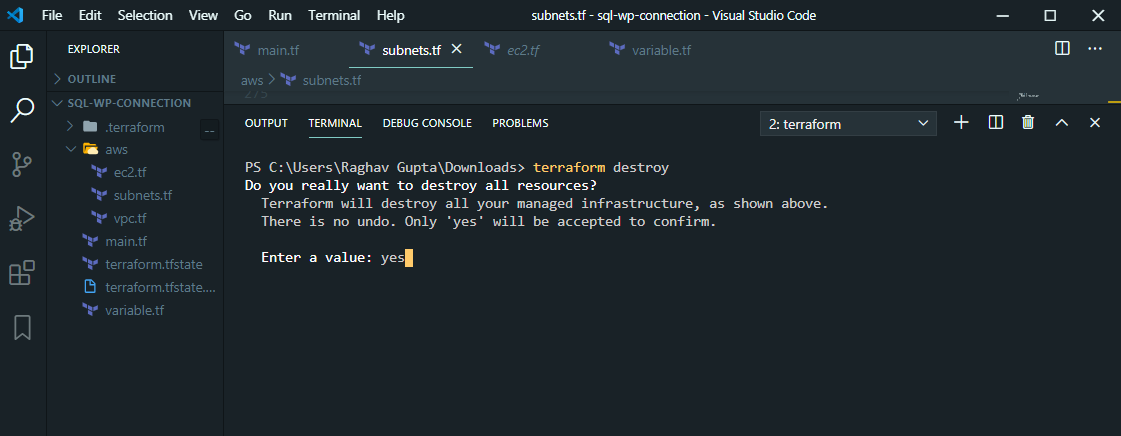 File Edit Selection View Go Run Terminal Help subnets.tf - sql-wp-connection - Visual Studio Code
EXPLORER
OUTLINE
SQL-WP-CONNECTION
.terraform
aws
ec2.tf
subnets.tf
vpc.tf
main.tf
terraform.tfstate
terraform.tfstate....
variable.tf
main.tf subnets.tf ec2.tf variable.tf
aws > subnets.tf
275
OUTPUT TERMINAL DEBUG CONSOLE PROBLEMS 2: terraform
PS C:\Users\Raghav Gupta\Downloads> terraform destroy
Do you really want to destroy all resources?
Terraform will destroy all your managed infrastructure, as shown above.
There is no undo. Only 'yes' will be accepted to confirm.
Enter a value: yes